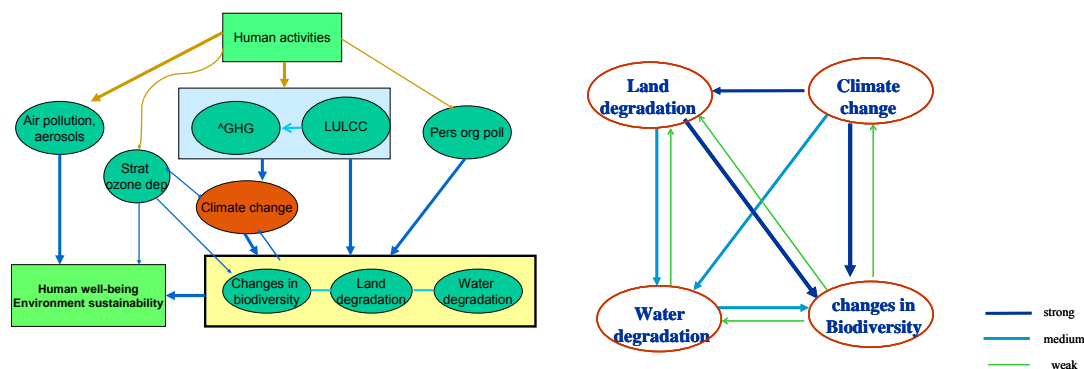 Human activities
Air pollution,
aerosols
^GHG
LULCC
Pers org poll
Strat
ozone dep
Climate change
Changes in
biodiversity
Land
degradation
Water
degradation
Human well-being
Environment sustainability
Land
degradation
Climate
change
Water
degradation
changes in
Biodiversity
strong
medium
weak